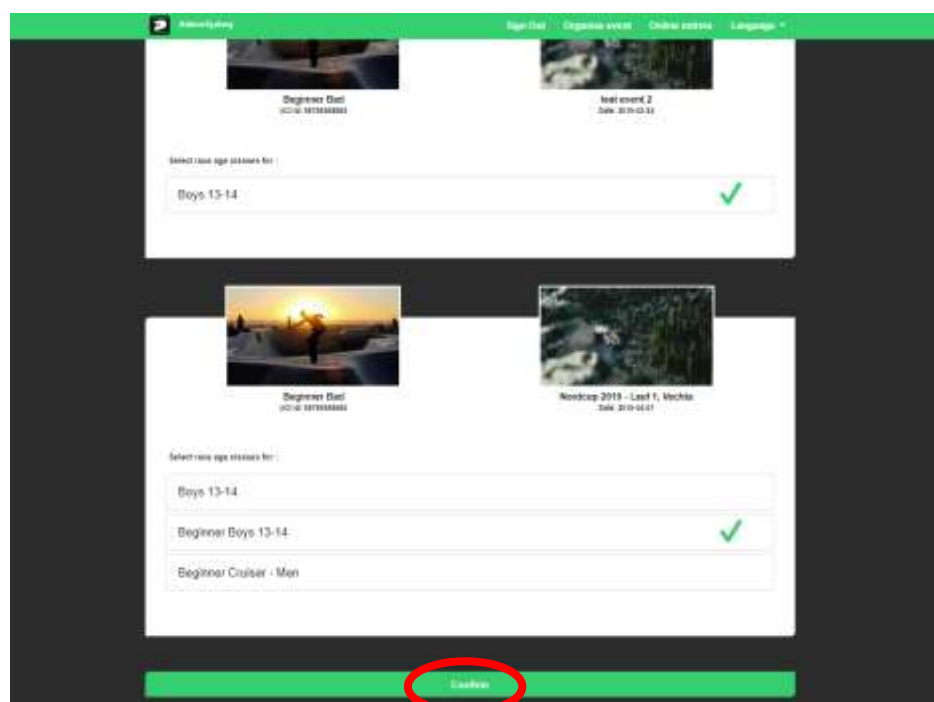 Sign Out Organise event Online entries Language
Beginner Bad
test event 2
Select race age classes for :
Boys 13-14
Beginner Bad
Nordcup 2019 - Lauf 1, Vechta
Select race age classes for :
Boys 13-14
Beginner Boys 13-14
Beginner Cruiser - Men
Confirm